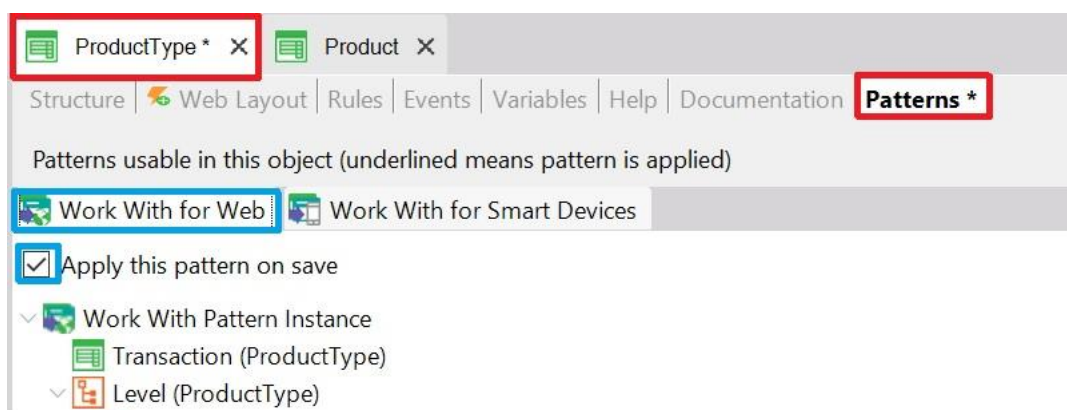 ProductType * X Product X
Structure Web Layout Rules Events Variables Help Documentation Patterns *
Patterns usable in this object (underlined means pattern is applied)
Work With for Web Work With for Smart Devices
Apply this pattern on save
Work With Pattern Instance
Transaction (ProductType)
Level (ProductType)